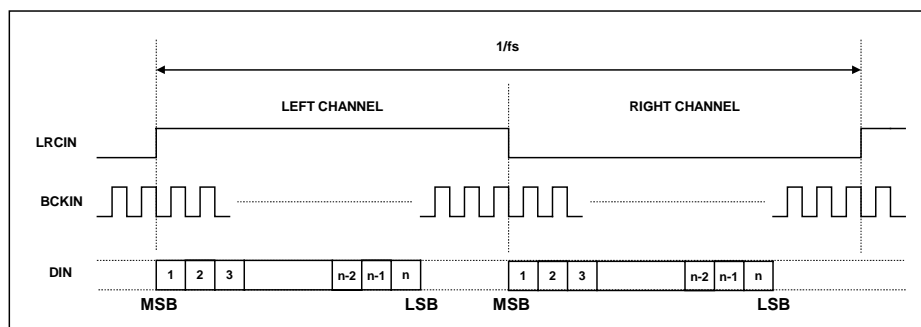 1/fs
LEFT CHANNEL RIGHT CHANNEL
LRCIN
BCKIN
DIN 1 2 3 n-2 n-1 n 1 2 3 n-2 n-1 n
MSB LSB MSB LSB